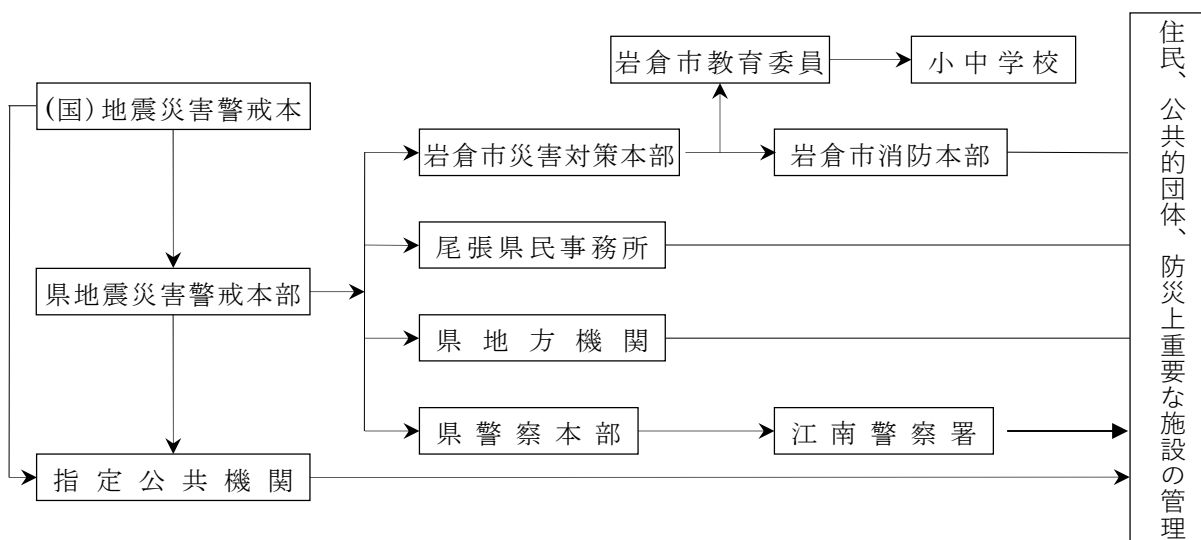 岩倉市教育委員
小中学校
(国)地震災害警戒本
岩倉市災害対策本部
岩倉市消防本部
尾張県民事務所
県地震災害警戒本部
県地方機関
県警察本部
江南警察署
指定公共機関
住民、公共的団体、防災上重要な施設の管理